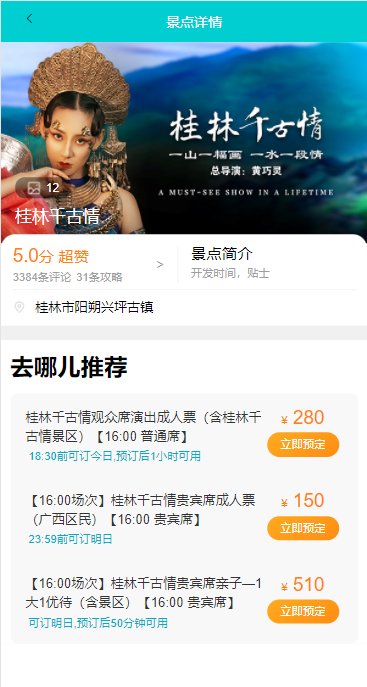 景点详情
桂林千古情
一山一幅画 一水一段情
总导演：黄巧灵
A MUST-SEE SHOW IN A LIFETIME
12
桂林千古情
5.0分 超赞
3384条评论 31条攻略
>
景点简介
开发时间，贴士
桂林市阳朔兴坪古镇
去哪儿推荐
桂林千古情观众席演出成人票（含桂林千
古情景区）【16:00 普通席】
18:30前可订今日,预订后1小时可用
¥ 280
立即预定
【16:00场次】桂林千古情贵宾席成人票
（广西区民）【16:00 贵宾席】
23:59前可订明日
¥ 150
立即预定
【16:00场次】桂林千古情贵宾席亲子—1
大1优待（含景区）【16:00 贵宾席】
可订明日,预订后50分钟可用
¥ 510
立即预定